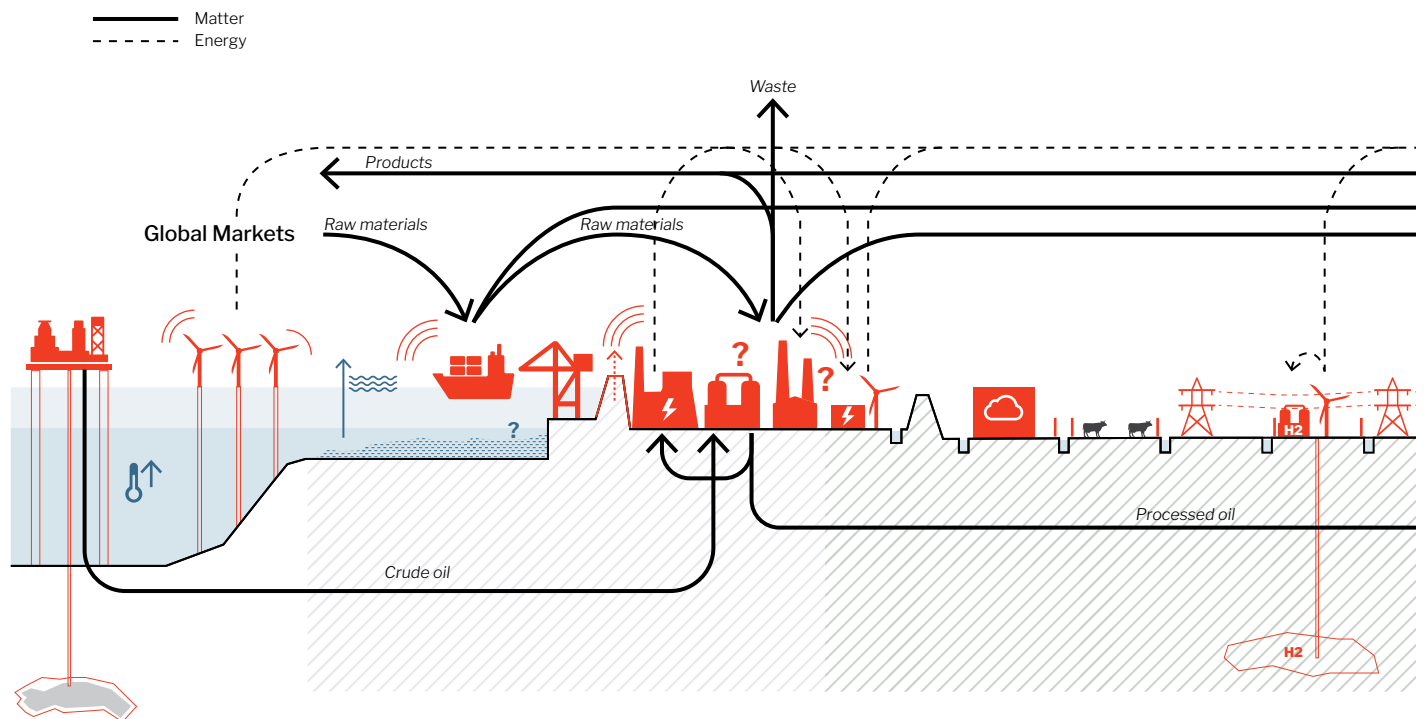 Matter
Energy
Waste
Products
Global Markets
Raw materials
Raw materials
?
?
?
H2
Processed oil
Crude oil
H2